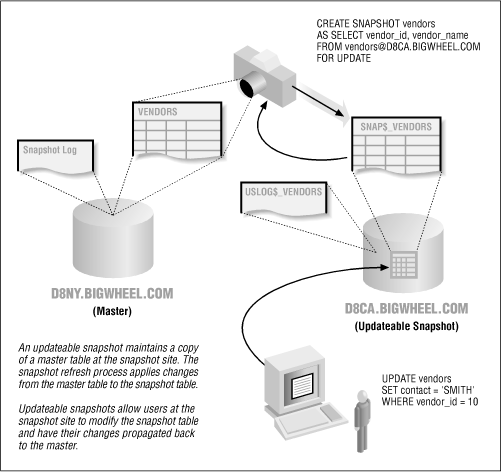 CREATE SNAPSHOT vendors
AS SELECT vendor_id, vendor_name
FROM vendors@D8CA.BIGWHEEL.COM
FOR UPDATE
VENDORS
SNAP$_VENDORS
Snapshot Log
USLOG$_VENDORS
D8NY.BIGWHEEL.COM
(Master)
D8CA.BIGWHEEL.COM
(Updateable Snapshot)
An updateable snapshot maintains a copy
of a master table at the snapshot site. The
snapshot refresh process applies changes
from the master table to the snapshot table.
Updateable snapshots allow users at the
snapshot site to modify the snapshot table
and have their changes propagated back
to the master.
UPDATE vendors
SET contact = 'SMITH'
WHERE vendor_id = 10